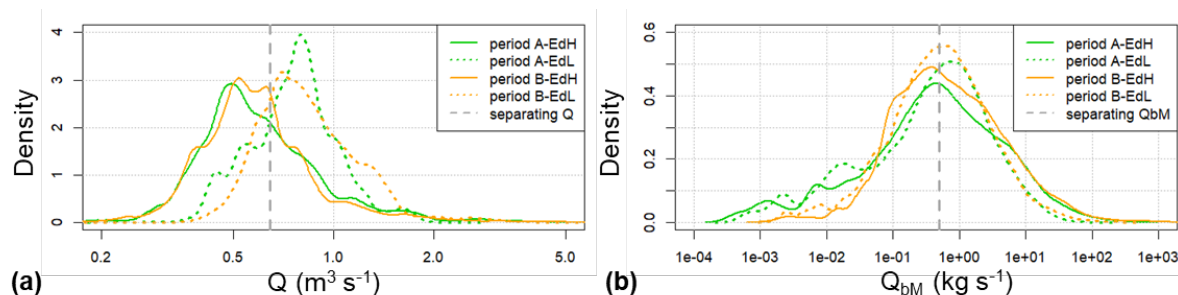 period A-EdH
period A-EdL
period B-EdH
period B-EdL
separating Q
Density
0
1
2
3
4
0.2
0.5
1.0
2.0
5.0
(a)
Q (m³ s⁻¹)
period A-EdH
period A-EdL
period B-EdH
period B-EdL
separating QbM
Density
0.0
0.2
0.4
0.6
1e-04
1e-03
1e-02
1e-01
1e+00
1e+01
1e+02
1e+03
(b)
QbM (kg s⁻¹)